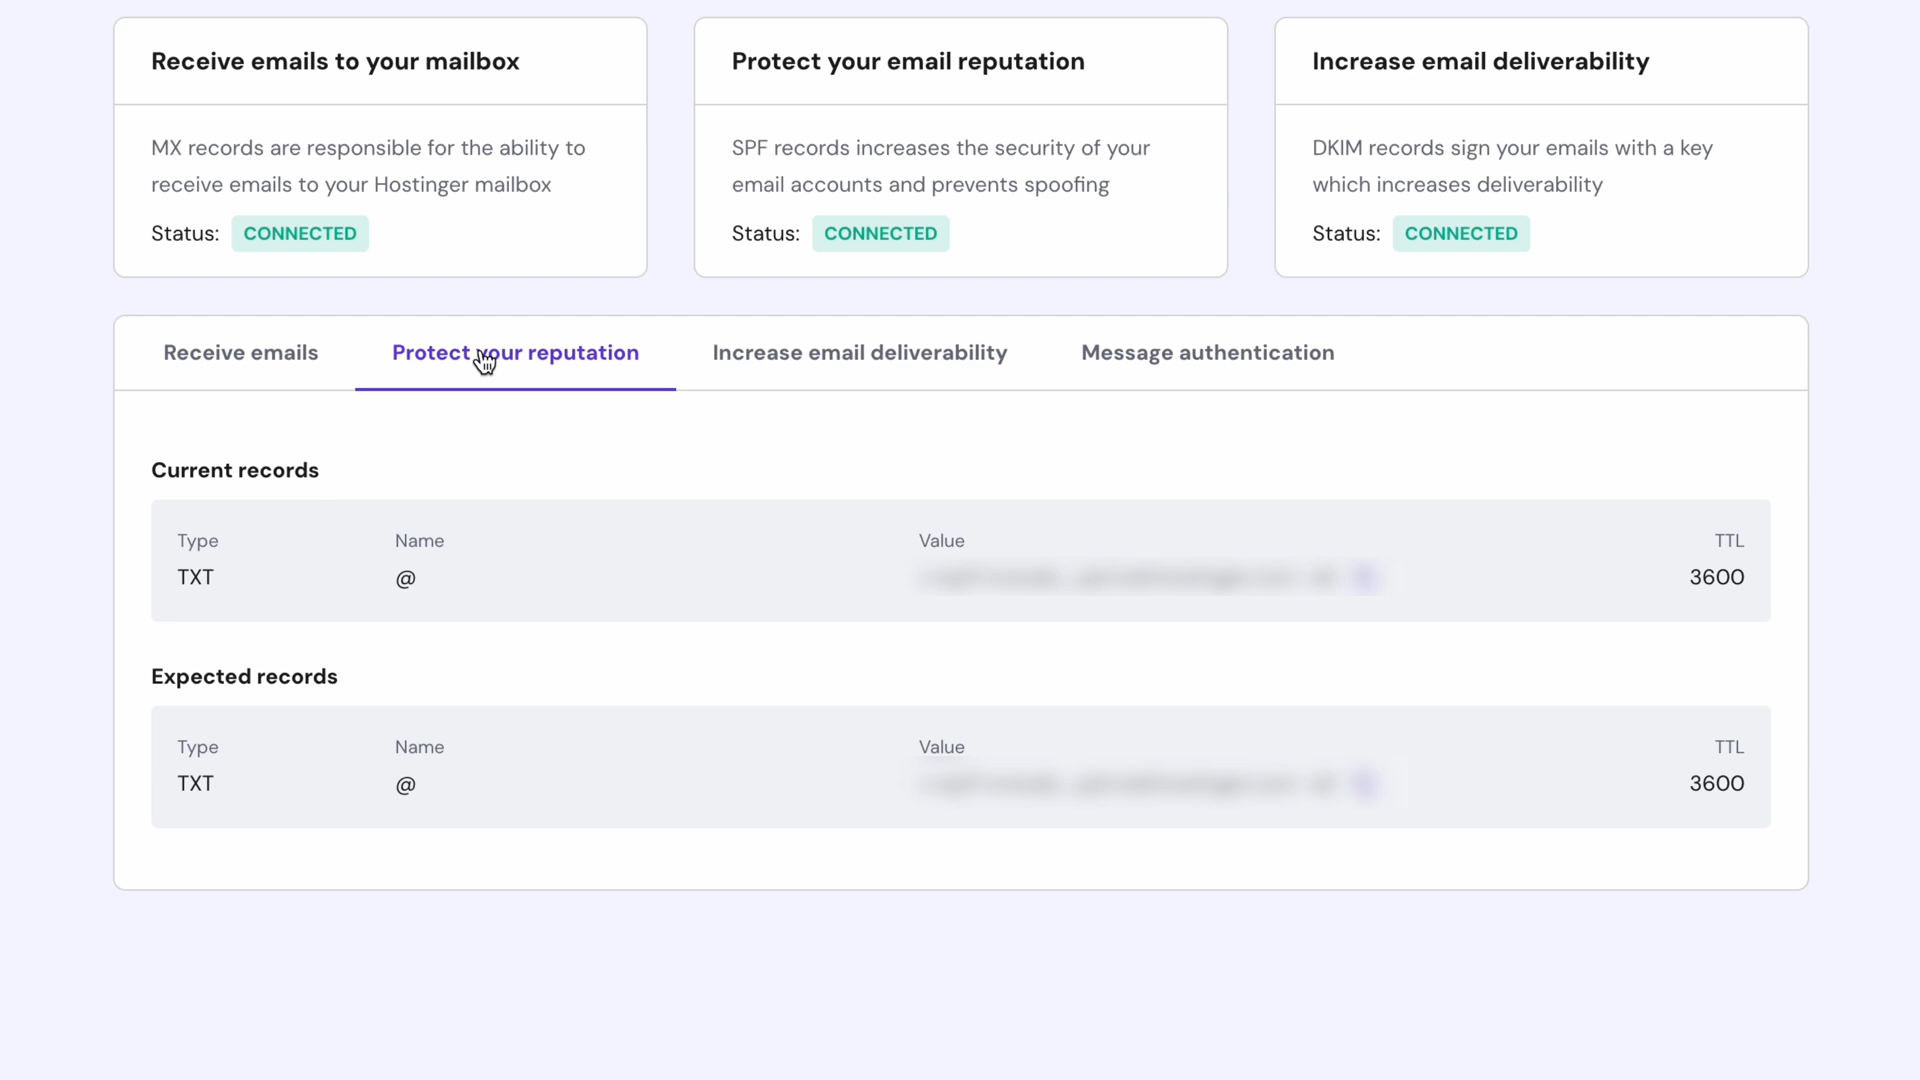 Receive emails to your mailbox
MX records are responsible for the ability to
receive emails to your Hostinger mailbox
Status: CONNECTED
Protect your email reputation
SPF records increases the security of your
email accounts and prevents spoofing
Status: CONNECTED
Increase email deliverability
DKIM records sign your emails with a key
which increases deliverability
Status: CONNECTED
Receive emails Protect your reputation Increase email deliverability Message authentication
Current records
Type Name Value TTL
TXT @ 3600
Expected records
Type Name Value TTL
TXT @ 3600